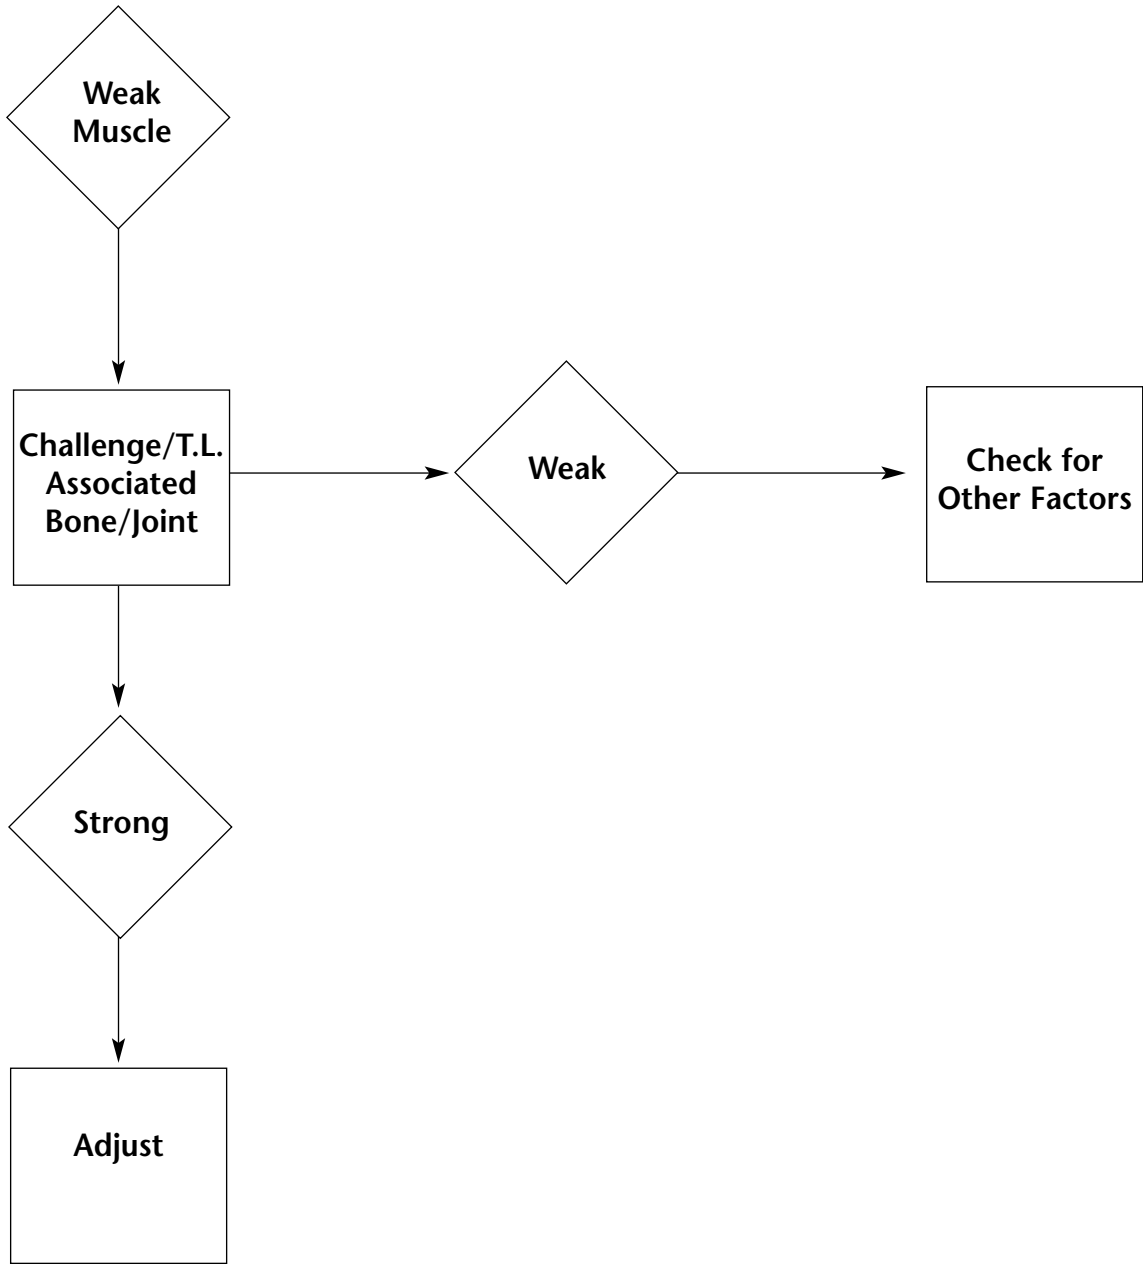 Weak
Muscle
Challenge/T.L.
Associated
Bone/Joint
Weak
Check for
Other Factors
Strong
Adjust